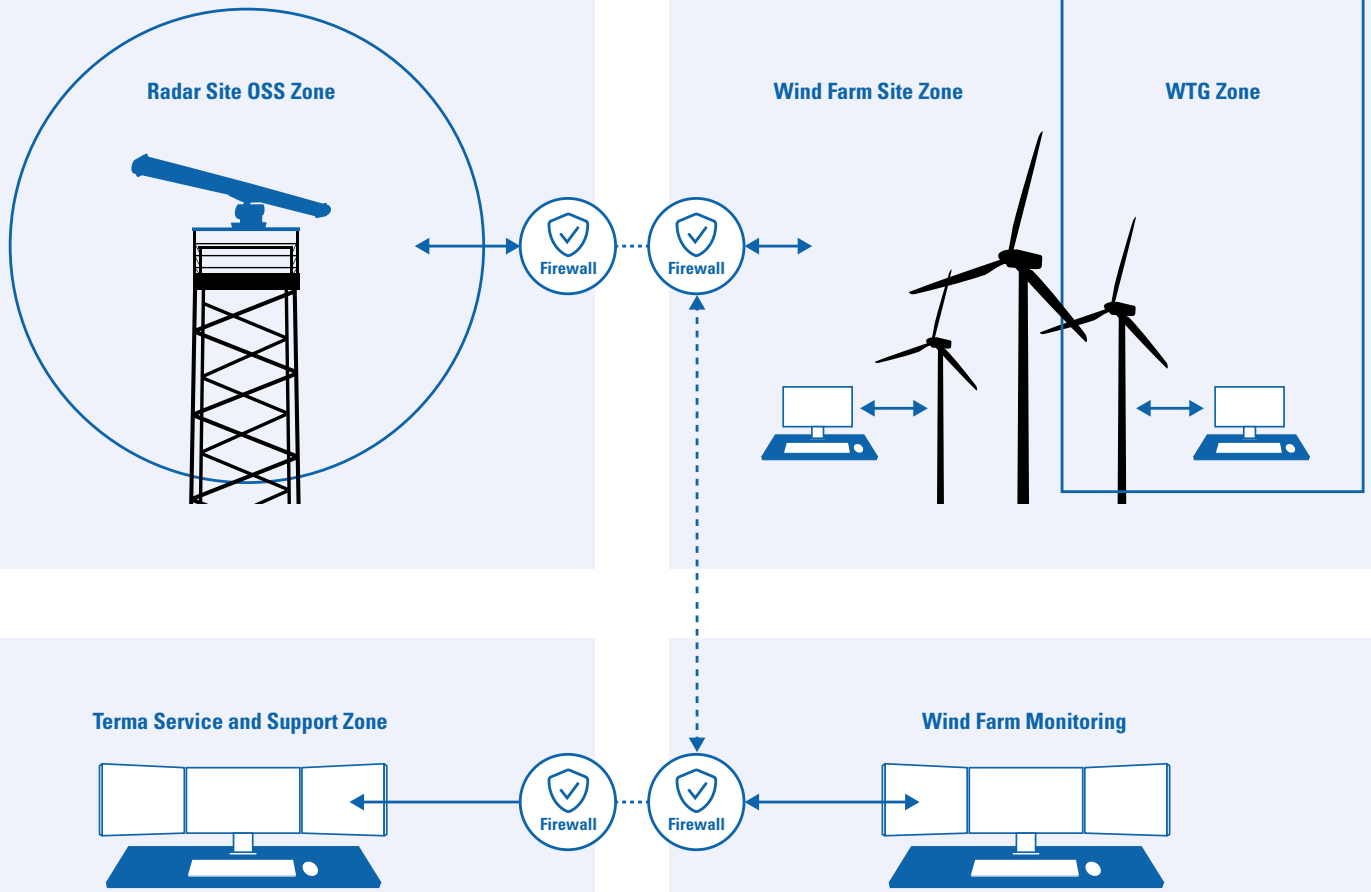 Radar Site OSS Zone
Wind Farm Site Zone
WTG Zone
Firewall
Firewall
Terma Service and Support Zone
Wind Farm Monitoring
Firewall
Firewall